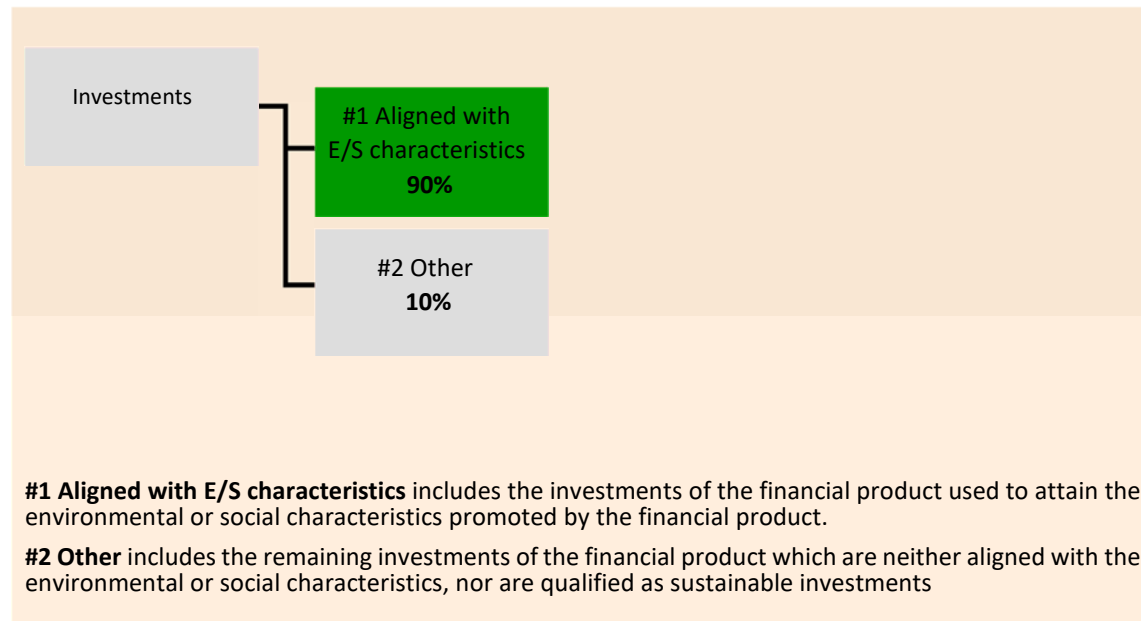 Investments
#1 Aligned with
E/S characteristics
90%
#2 Other
10%
#1 Aligned with E/S characteristics includes the investments of the financial product used to attain the
environmental or social characteristics promoted by the financial product.
#2 Other includes the remaining investments of the financial product which are neither aligned with the
environmental or social characteristics, nor are qualified as sustainable investments